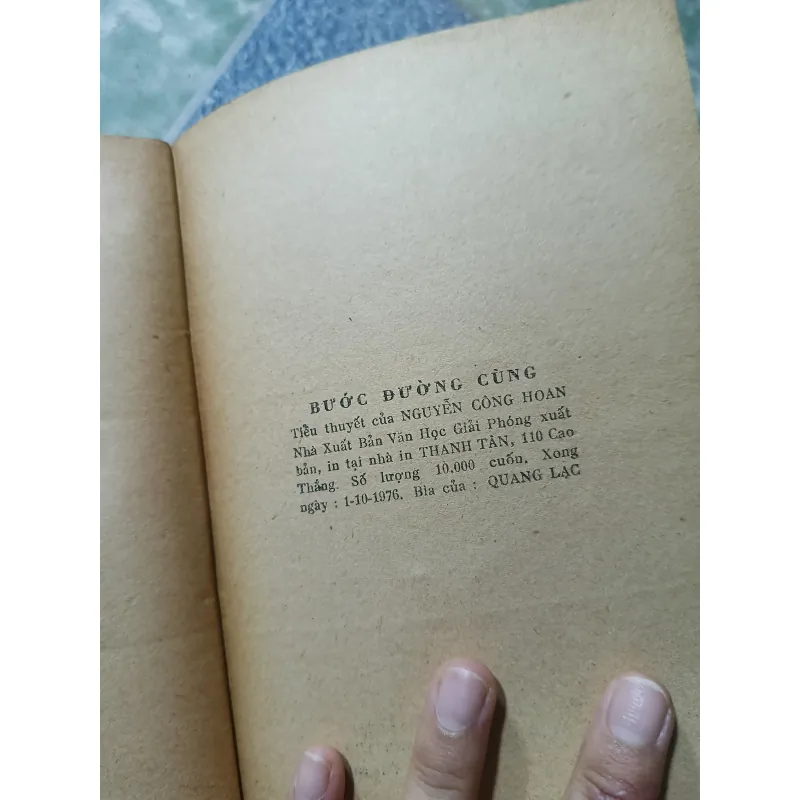 BƯỚC ĐƯỜNG CÙNG
Tiểu thuyết của NGUYỄN CÔNG HOAN
Nhà Xuất Bản Văn Học Giải Phóng xuất
bản, in tại nhà in THANH TÂN, 110 Cao
Thắng. Số lượng 10.000 cuốn. Xong
ngày : 1-10-1976. Bìa của : QUANG LẠC